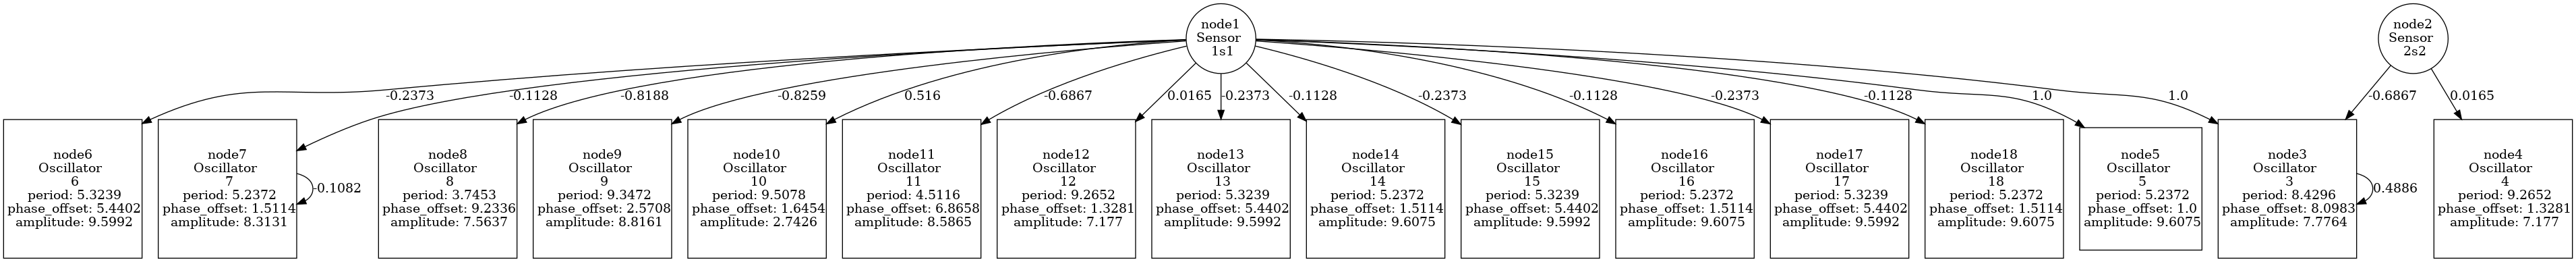 node1
Sensor
1s1
node2
Sensor
2s2
-0.2373
-0.1128
-0.8188
-0.8259
0.516
-0.6867
0.0165
-0.2373
-0.1128
-0.2373
-0.1128
-0.2373
-0.1128
1.0
1.0
-0.6867
0.0165
node6
Oscillator
6
period: 5.3239
phase_offset: 5.4402
amplitude: 9.5992
node7
Oscillator
7
period: 5.2372
phase_offset: 1.5114
amplitude: 8.3131
-0.1082
node8
Oscillator
8
period: 3.7453
phase_offset: 9.2336
amplitude: 7.5637
node9
Oscillator
9
period: 9.3472
phase_offset: 2.5708
amplitude: 8.8161
node10
Oscillator
10
period: 9.5078
phase_offset: 1.6454
amplitude: 2.7426
node11
Oscillator
11
period: 4.5116
phase_offset: 6.8658
amplitude: 8.5865
node12
Oscillator
12
period: 9.2652
phase_offset: 1.3281
amplitude: 7.177
node13
Oscillator
13
period: 5.3239
phase_offset: 5.4402
amplitude: 9.5992
node14
Oscillator
14
period: 5.2372
phase_offset: 1.5114
amplitude: 9.6075
node15
Oscillator
15
period: 5.3239
phase_offset: 5.4402
amplitude: 9.5992
node16
Oscillator
16
period: 5.2372
phase_offset: 1.5114
amplitude: 9.6075
node17
Oscillator
17
period: 5.3239
phase_offset: 5.4402
amplitude: 9.5992
node18
Oscillator
18
period: 5.2372
phase_offset: 1.5114
amplitude: 9.6075
node5
Oscillator
5
period: 5.2372
phase_offset: 1.0
amplitude: 9.6075
node3
Oscillator
3
period: 8.4296
phase_offset: 8.0983
amplitude: 7.7764
0.4886
node4
Oscillator
4
period: 9.2652
phase_offset: 1.3281
amplitude: 7.177